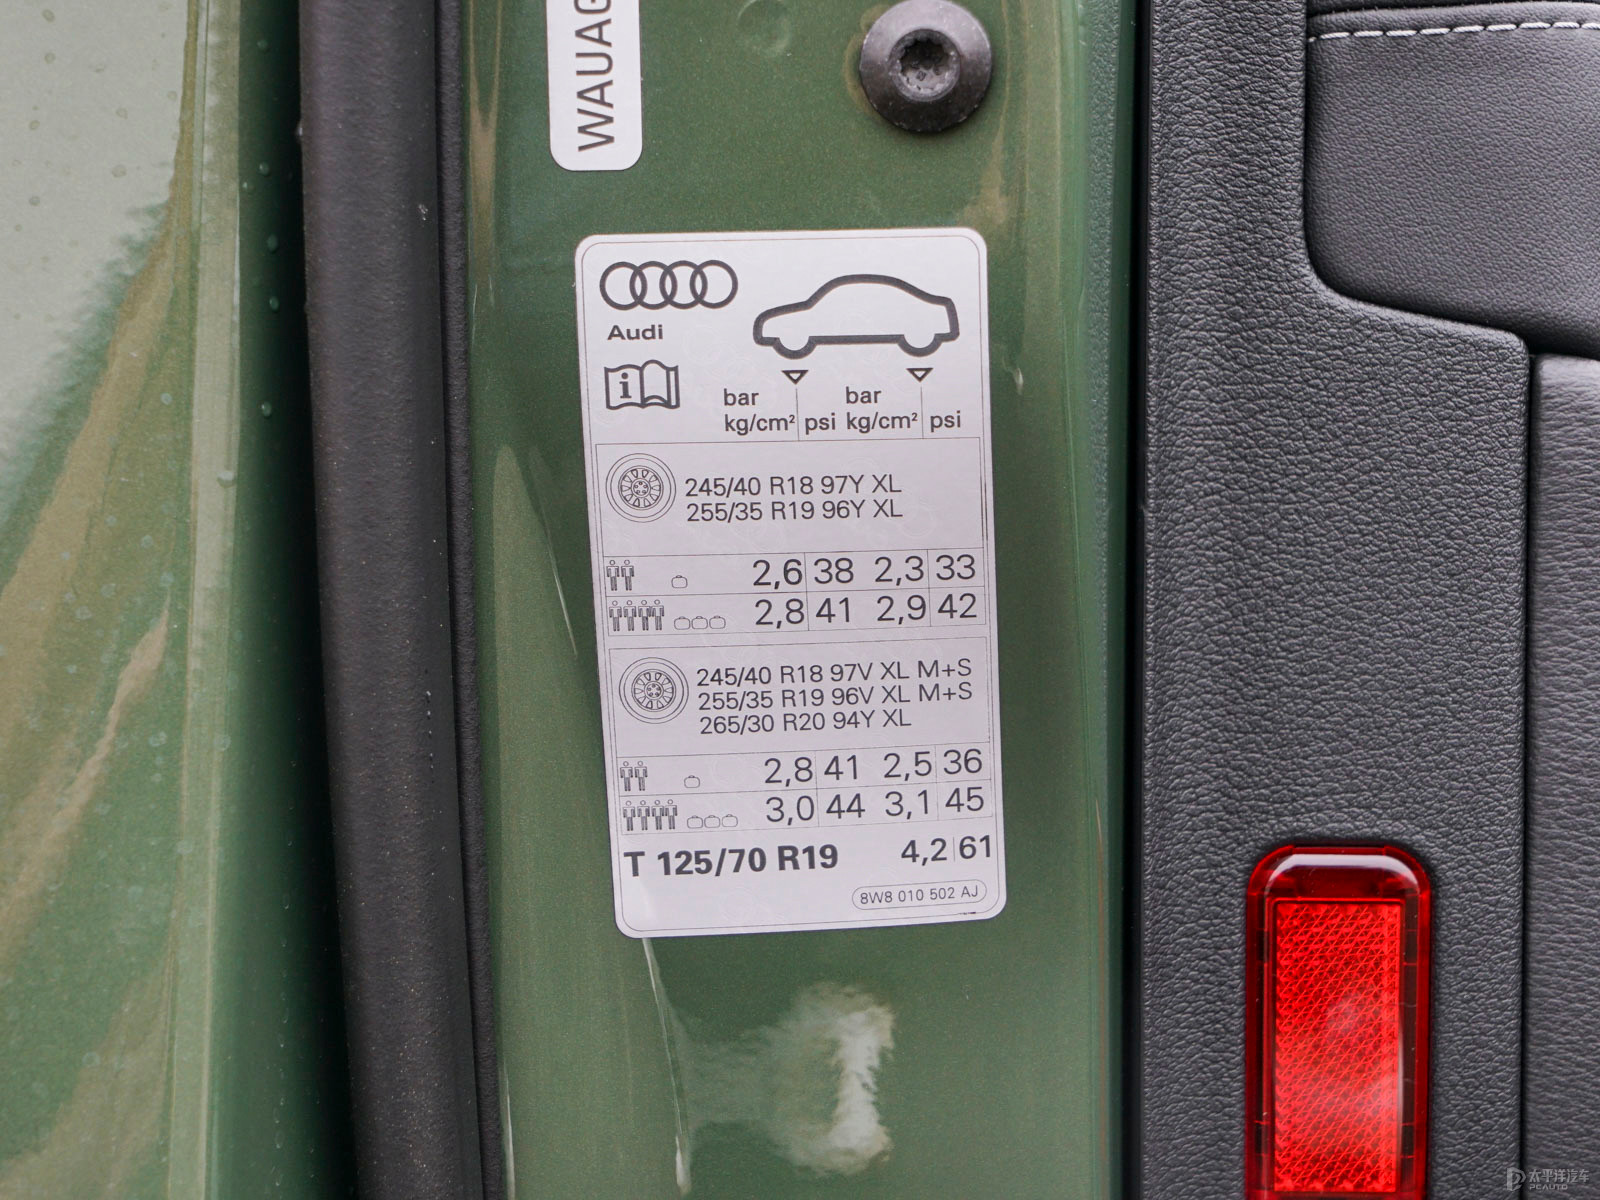 WAUAG
Audi
bar bar
kg/cm² psi kg/cm² psi
245/40 R18 97Y XL
255/35 R19 96Y XL
2,6 38 2,3 33
2,8 41 2,9 42
245/40 R18 97V XL M+S
255/35 R19 96V XL M+S
265/30 R20 94Y XL
2,8 41 2,5 36
3,0 44 3,1 45
T 125/70 R19 4,2 61
8W8 010 502 AJ
太平洋汽车
PCAUTO